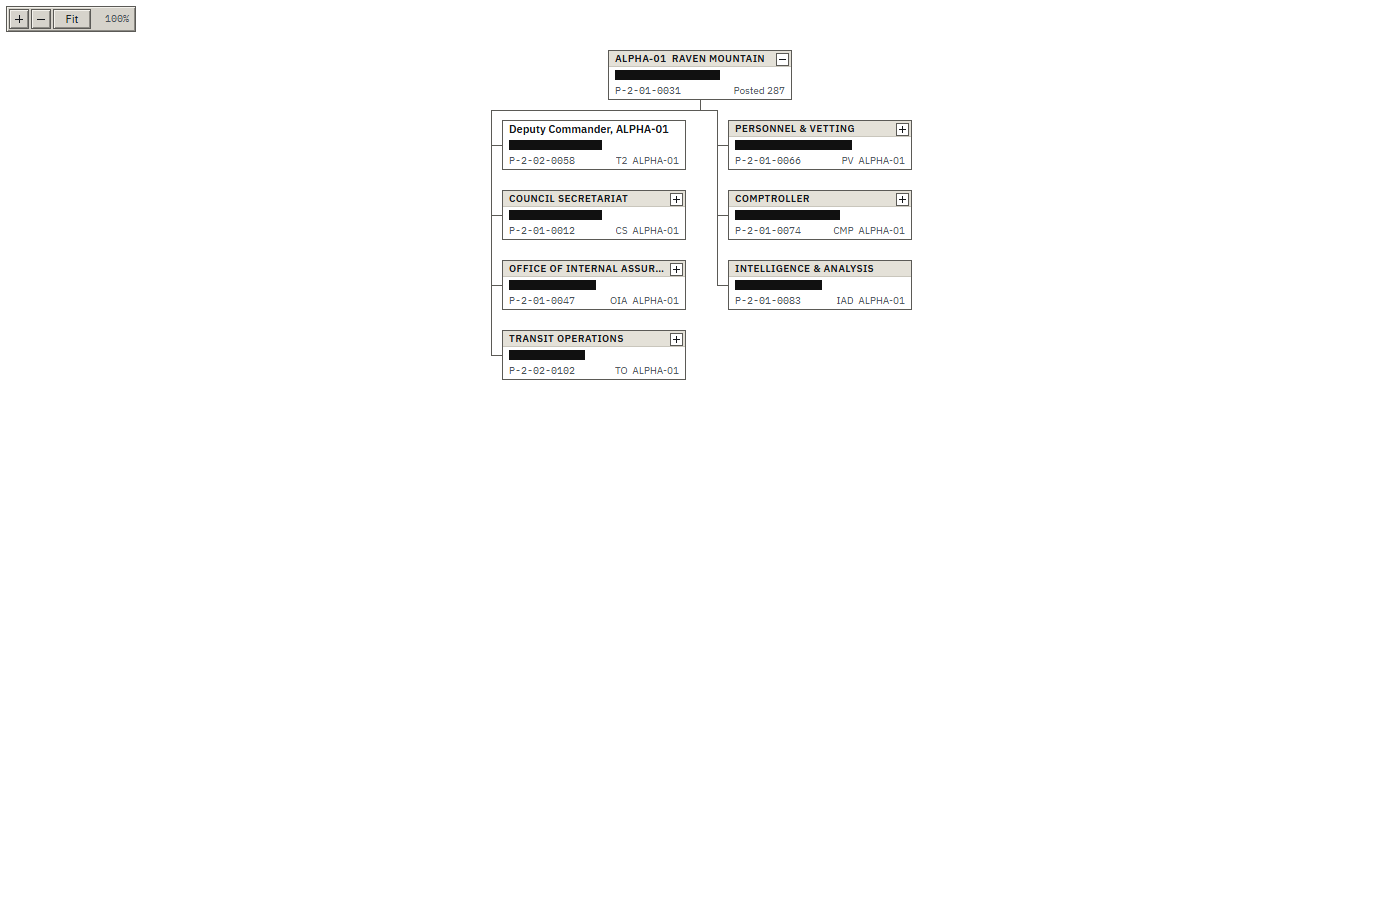 + − Fit 100%
ALPHA-01 RAVEN MOUNTAIN −
P-2-01-0031 Posted 287
Deputy Commander, ALPHA-01
P-2-02-0058 T2 ALPHA-01
COUNCIL SECRETARIAT +
P-2-01-0012 CS ALPHA-01
OFFICE OF INTERNAL ASSUR... +
P-2-01-0047 OIA ALPHA-01
TRANSIT OPERATIONS +
P-2-02-0102 TO ALPHA-01
PERSONNEL & VETTING +
P-2-01-0066 PV ALPHA-01
COMPTROLLER +
P-2-01-0074 CMP ALPHA-01
INTELLIGENCE & ANALYSIS
P-2-01-0083 IAD ALPHA-01